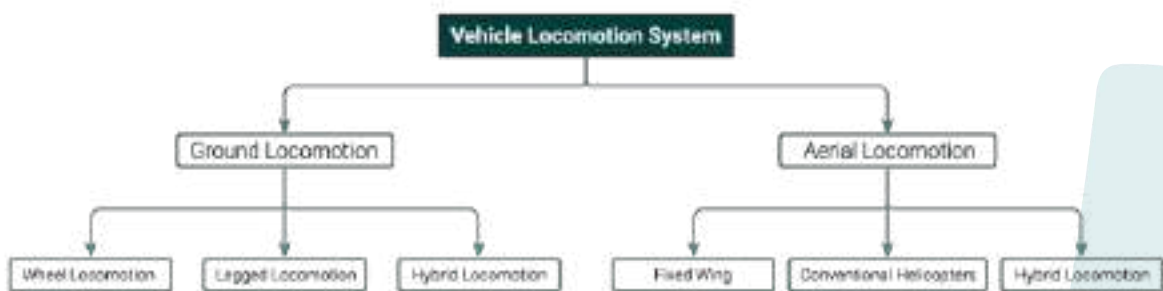 Vehicle Locomotion System
Ground Locomotion
Aerial Locomotion
Wheel Locomotion
Legged Locomotion
Hybrid Locomotion
Fixed Wing
Conventional Helicopters
Hybrid Locomotion